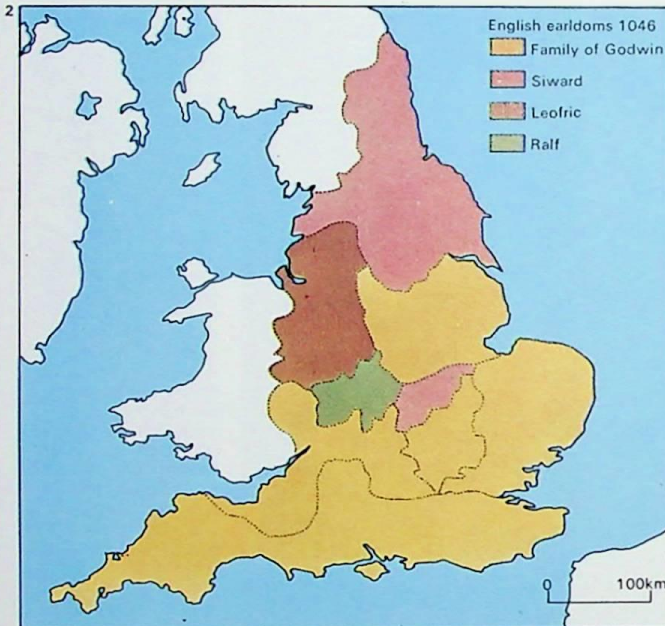 2
English earldoms 1046
Family of Godwin
Siward
Leofric
Ralf
0 100km